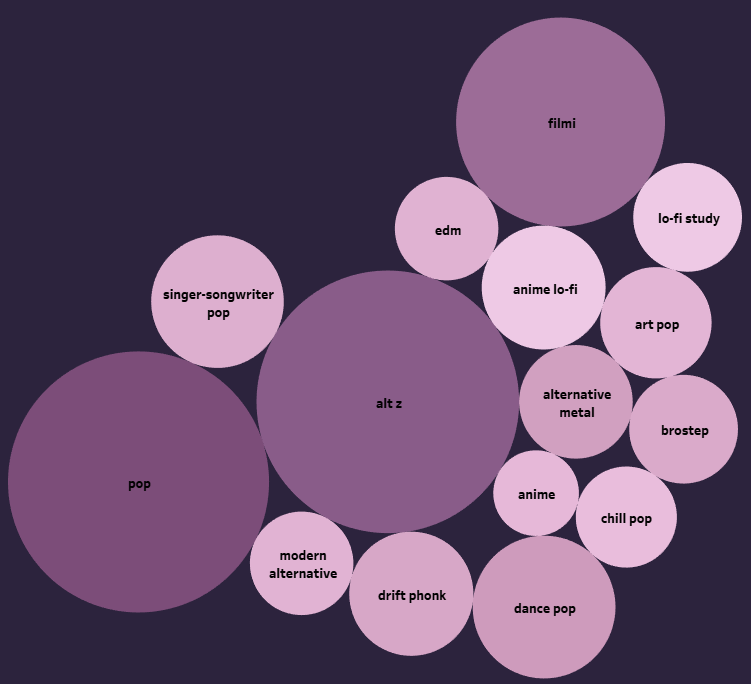 filmi
lo-fi study
edm
anime lo-fi
singer-songwriter
pop
art pop
alt z
alternative
metal
brostep
pop
anime
chill pop
modern
alternative
drift phonk
dance pop